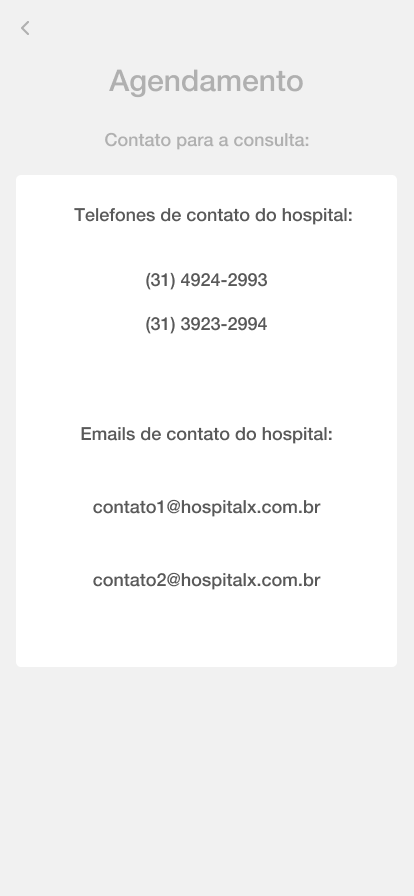 Agendamento
Contato para a consulta:
Telefones de contato do hospital:
(31) 4924-2993
(31) 3923-2994
Emails de contato do hospital:
contato1@hospitalx.com.br
contato2@hospitalx.com.br